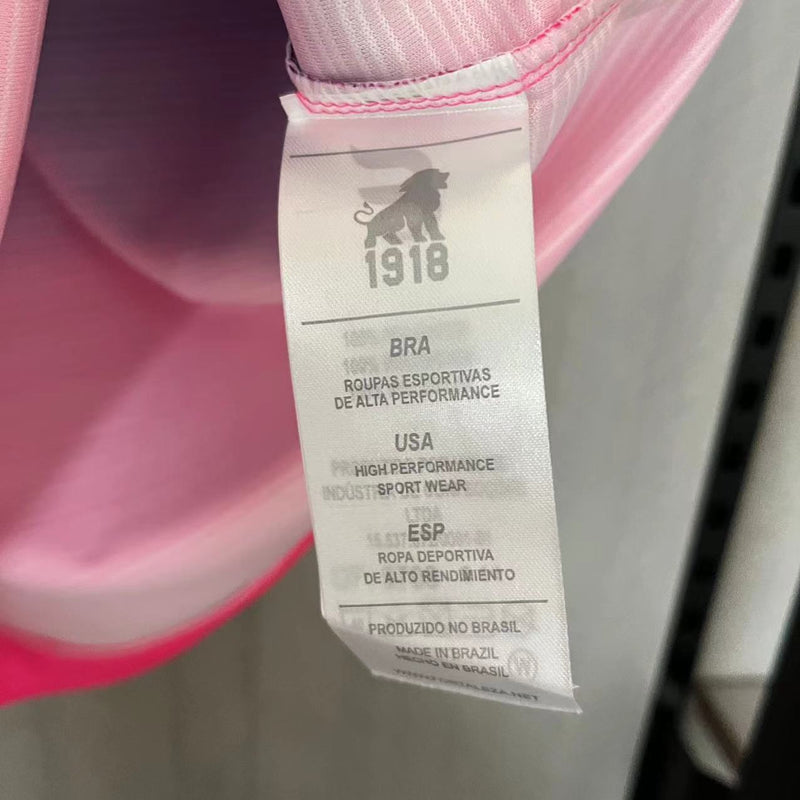 1918
BRA
ROUPAS ESPORTIVAS
DE ALTA PERFORMANCE
USA
HIGH PERFORMANCE
SPORT WEAR
ESP
ROPA DEPORTIVA
DE ALTO RENDIMIENTO
PRODUZIDO NO BRASIL
MADE IN BRAZIL
HECHO EN BRASIL W